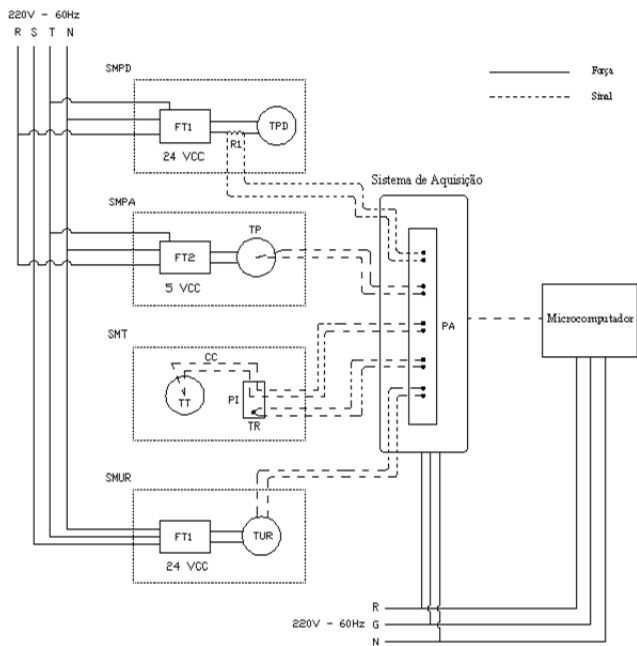 220V - 60Hz
R S T N
SMPD
FT1
TPD
R1
24 VCC
Força
Sinal
Sistema de Aquisição
SMPA
TP
FT2
5 VCC
PA
Microcomputador
SMT
CC
TT
PI
TR
SMUR
FT1
TUR
24 VCC
R
220V - 60Hz G
N